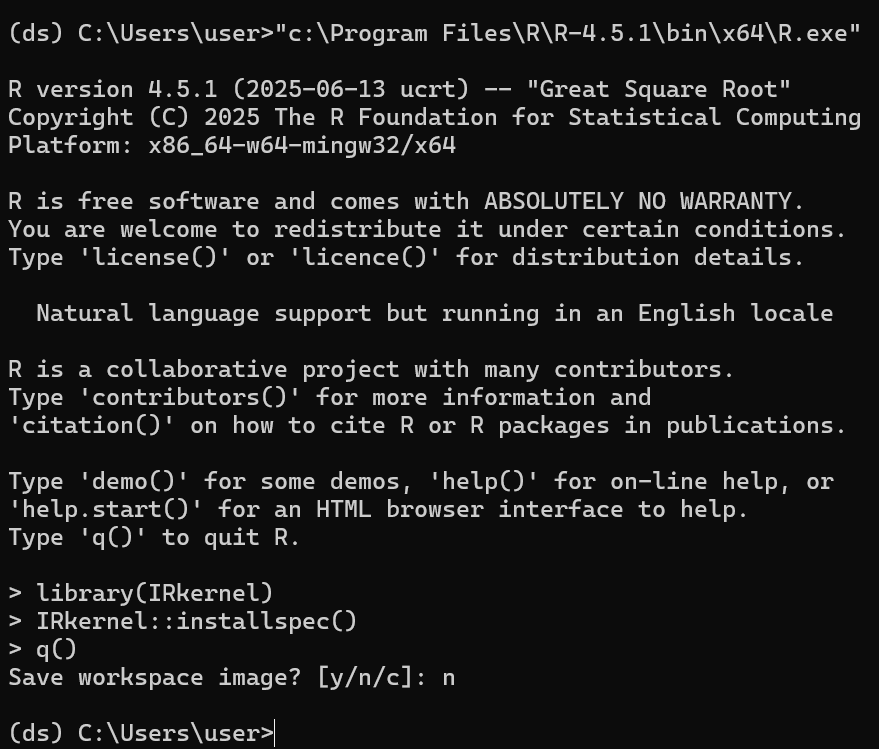 (ds) C:\Users\user>"c:\Program Files\R\R-4.5.1\bin\x64\R.exe"
R version 4.5.1 (2025-06-13 ucrt) -- "Great Square Root"
Copyright (C) 2025 The R Foundation for Statistical Computing
Platform: x86_64-w64-mingw32/x64
R is free software and comes with ABSOLUTELY NO WARRANTY.
You are welcome to redistribute it under certain conditions.
Type 'license()' or 'licence()' for distribution details.
Natural language support but running in an English locale
R is a collaborative project with many contributors.
Type 'contributors()' for more information and
'citation()' on how to cite R or R packages in publications.
Type 'demo()' for some demos, 'help()' for on-line help, or
'help.start()' for an HTML browser interface to help.
Type 'q()' to quit R.
> library(IRkernel)
> IRkernel::installspec()
> q()
Save workspace image? [y/n/c]: n
(ds) C:\Users\user>